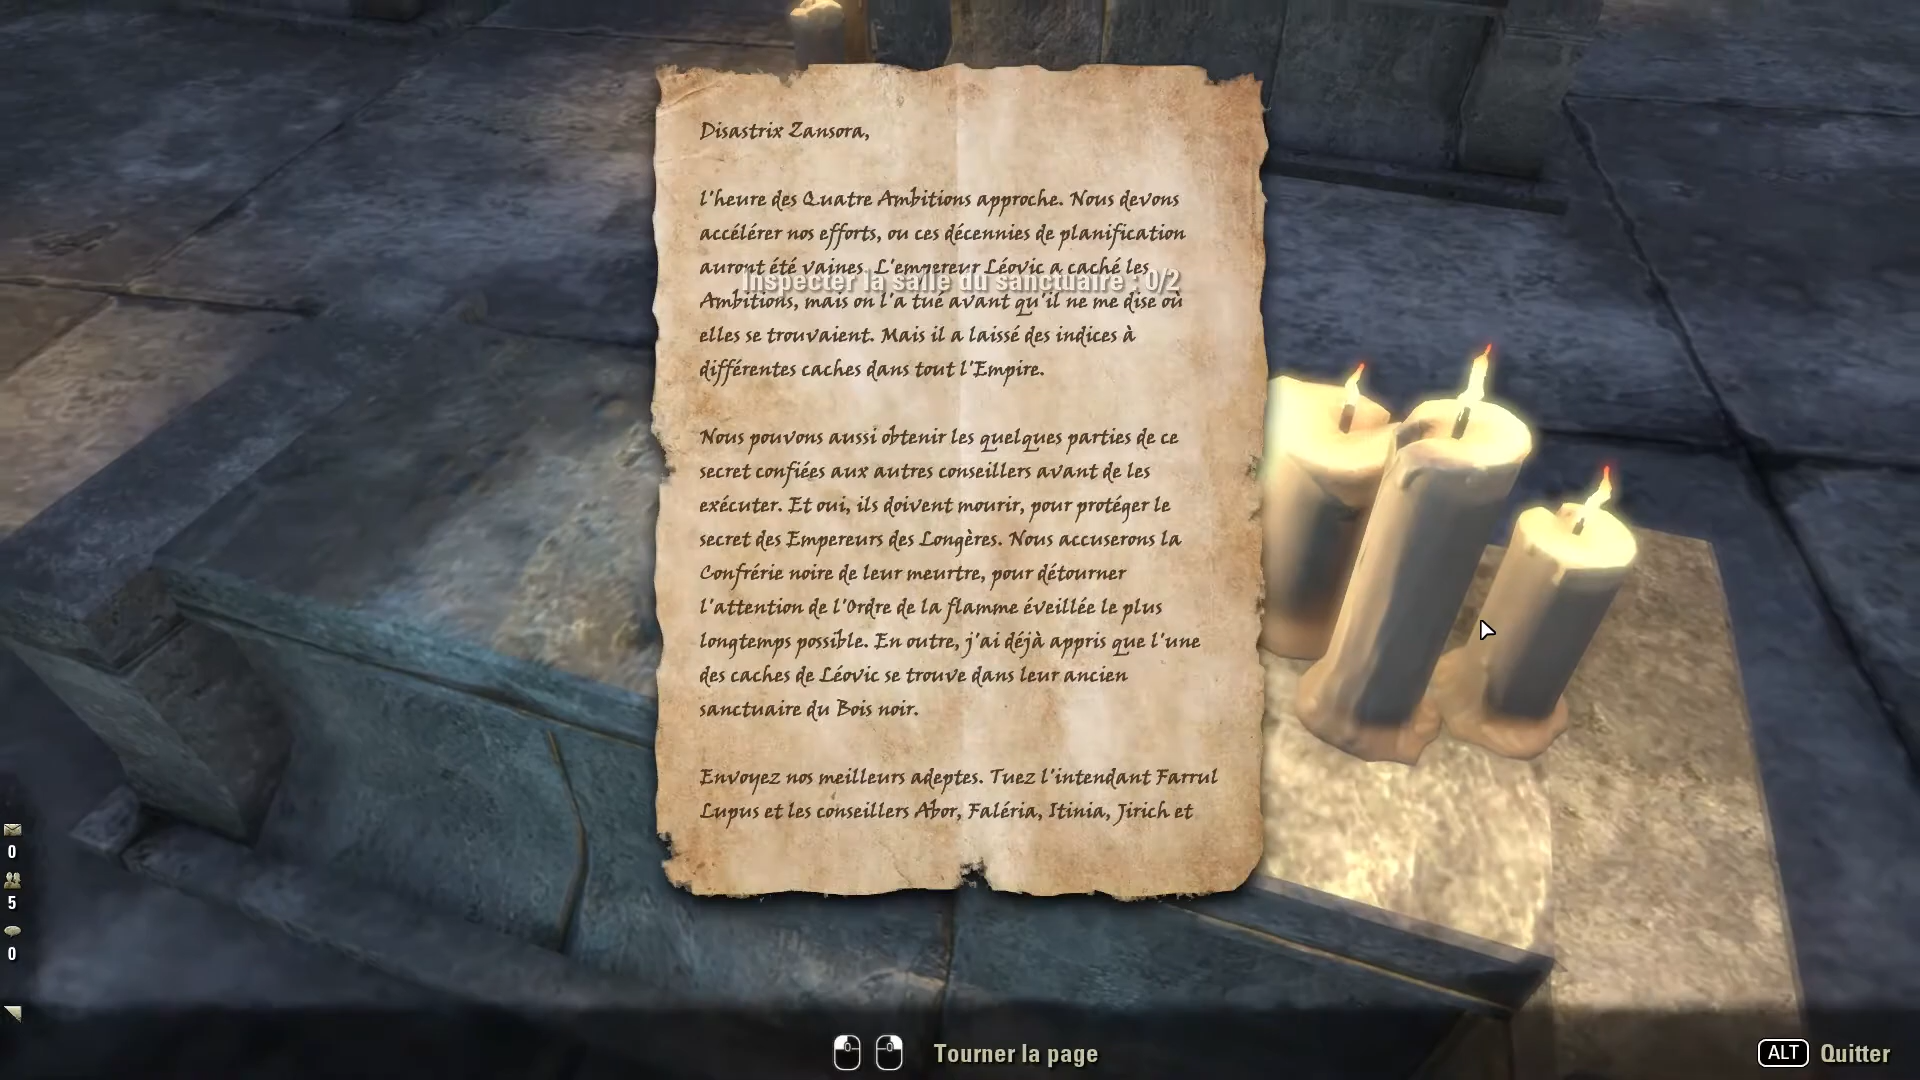 Disastrix Zansora,
l'heure des Quatre Ambitions approche. Nous devons
accélérer nos efforts, ou ces décennies de planification
auront été vaines. L'empereur Léovic a caché les
Inspecter la salle du sanctuaire : 0/2
Ambitions, mais on l'a tué avant qu'il ne me dise où
elles se trouvaient. Mais il a laissé des indices à
différentes caches dans tout l'Empire.
Nous pouvons aussi obtenir les quelques parties de ce
secret confiées aux autres conseillers avant de les
exécuter. Et oui, ils doivent mourir, pour protéger le
secret des Empereurs des Longères. Nous accuserons la
Confrérie noire de leur meurtre, pour détourner
l'attention de l'Ordre de la flamme éveillée le plus
longtemps possible. En outre, j'ai déjà appris que l'une
des caches de Léovic se trouve dans leur ancien
sanctuaire du Bois noir.
Envoyez nos meilleurs adeptes. Tuez l'intendant Farrul
Lupus et les conseillers Abor, Faléria, Itinia, Jirich et
0
5
0
Tourner la page
ALT Quitter